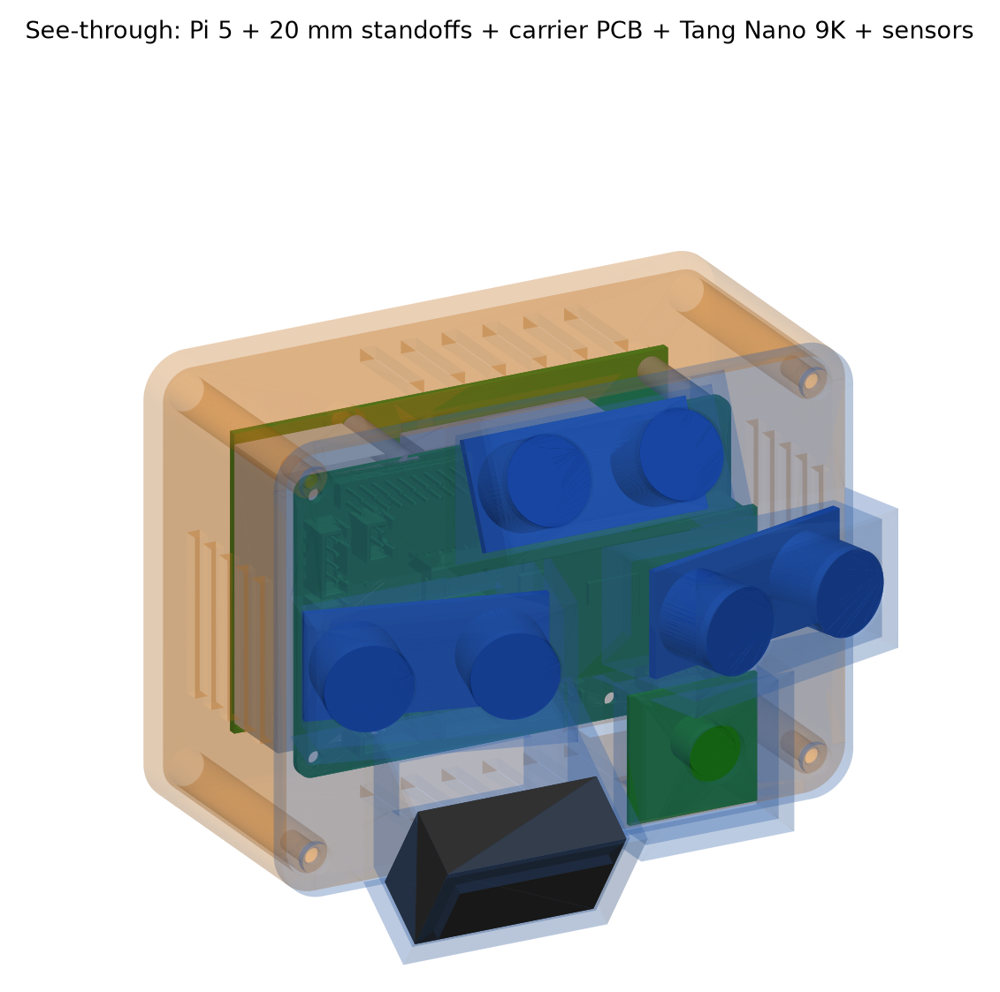 See-through: Pi 5 + 20 mm standoffs + carrier PCB + Tang Nano 9K + sensors